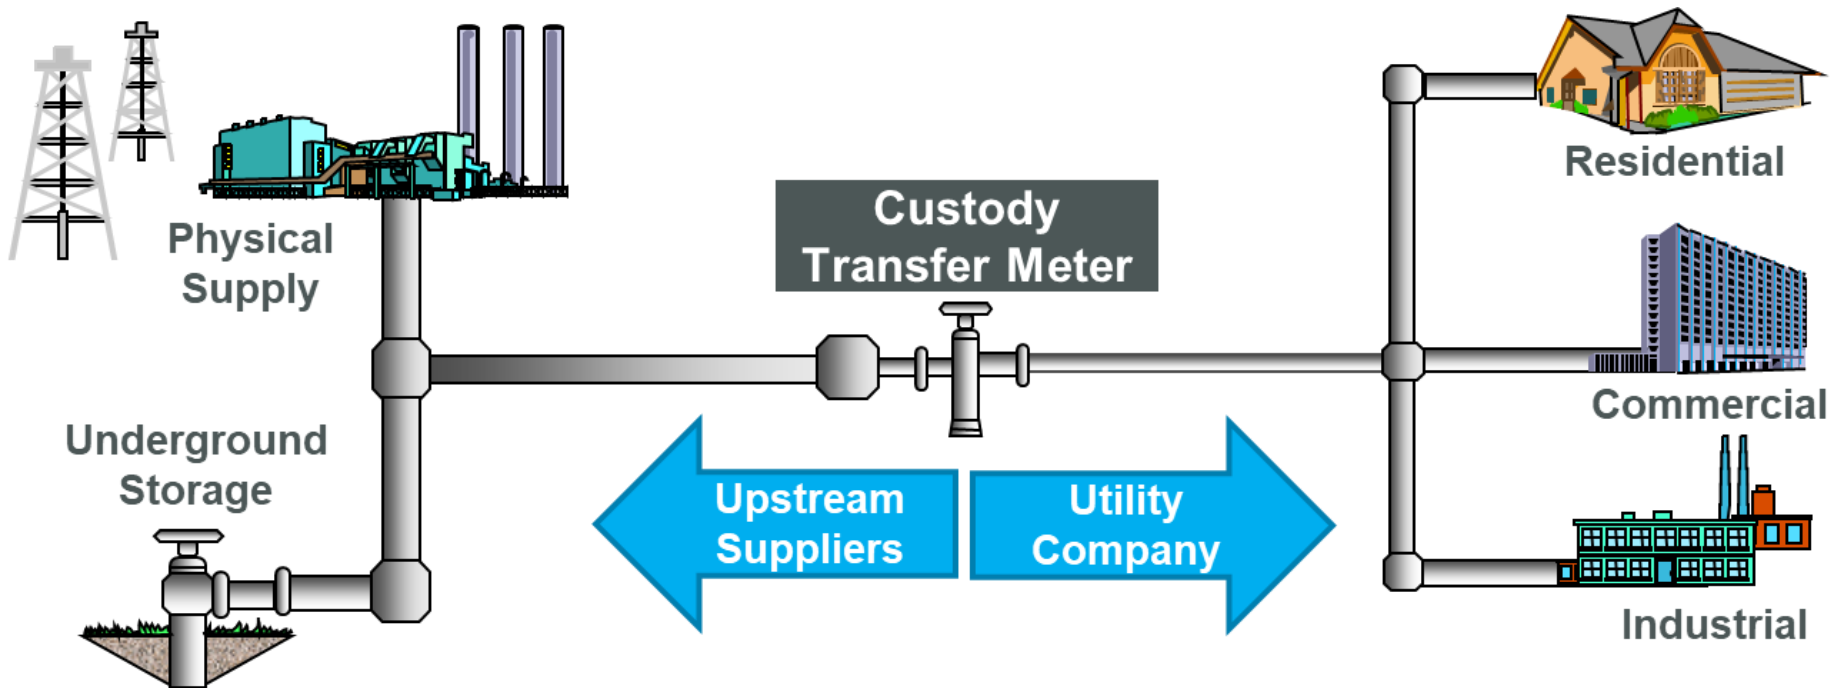 Physical
Supply
Underground
Storage
Custody
Transfer Meter
Upstream
Suppliers
Utility
Company
Residential
Commercial
Industrial